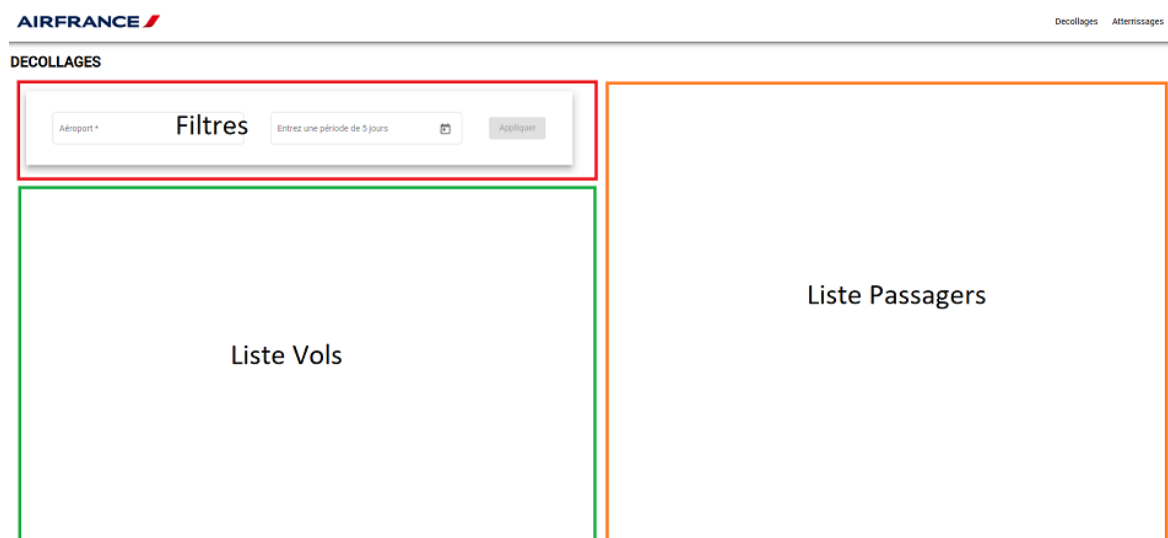 AIRFRANCE
Decollages Atterrissages
DECOLLAGES
Aéroport *
Filtres
Entrez une période de 5 jours
Appliquer
Liste Vols
Liste Passagers